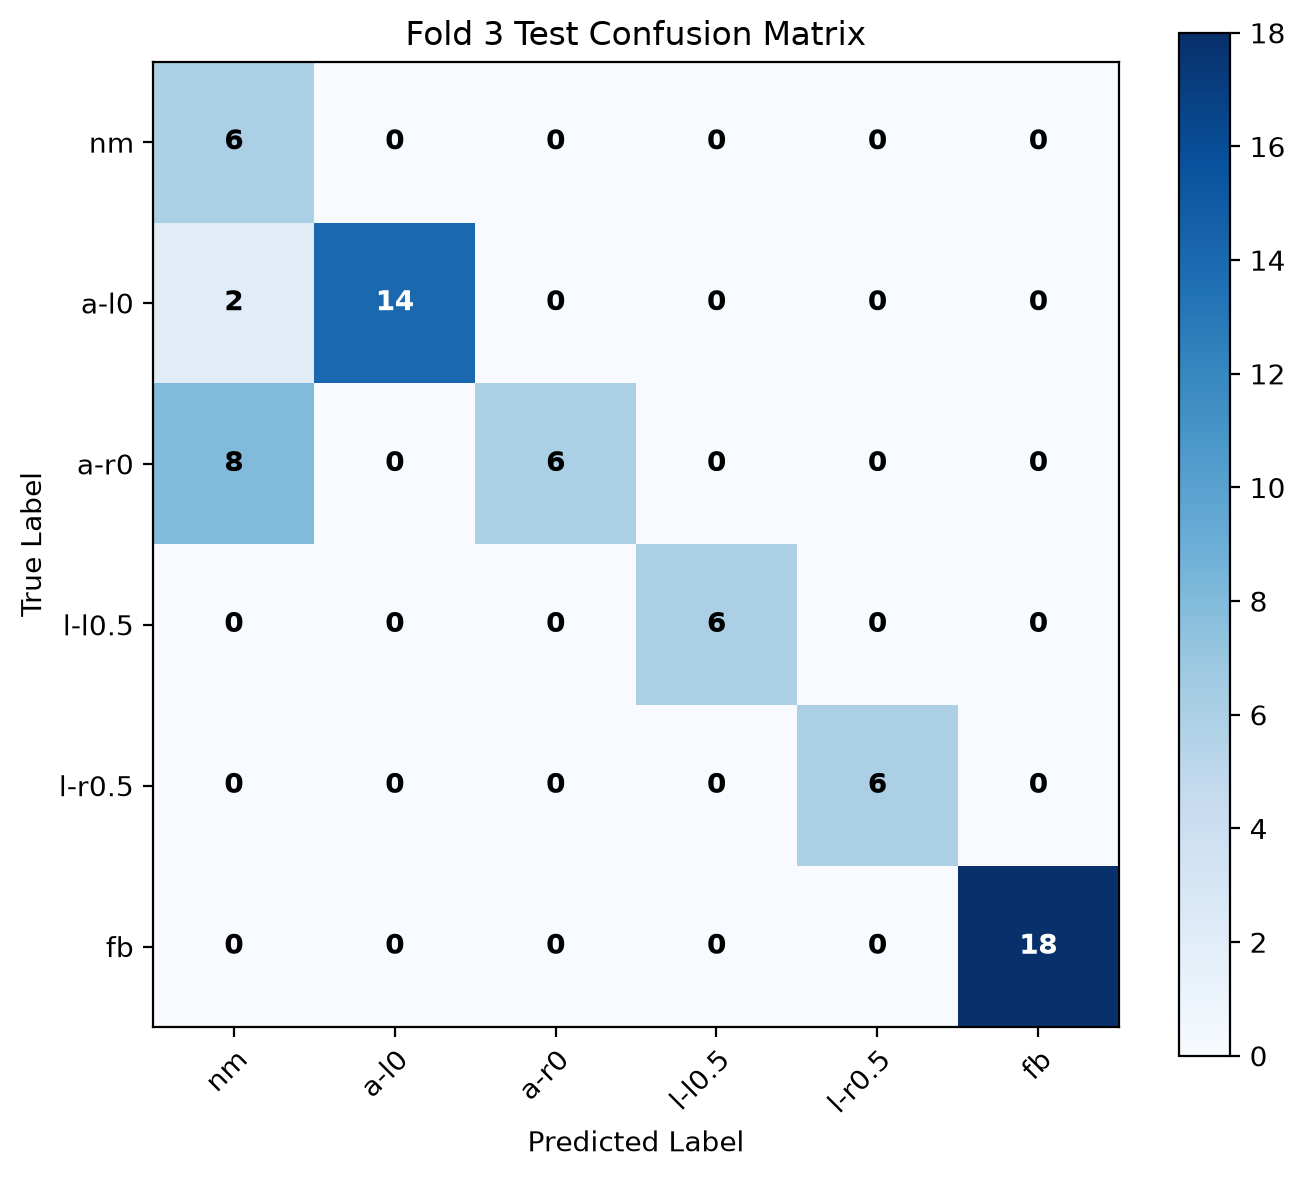 Fold 3 Test Confusion Matrix
True Label
nm 6 0 0 0 0 0
a-l0 2 14 0 0 0 0
a-r0 8 0 6 0 0 0
l-l0.5 0 0 0 6 0 0
l-r0.5 0 0 0 0 6 0
fb 0 0 0 0 0 18
nm a-l0 a-r0 l-l0.5 l-r0.5 fb
Predicted Label
18
16
14
12
10
8
6
4
2
0